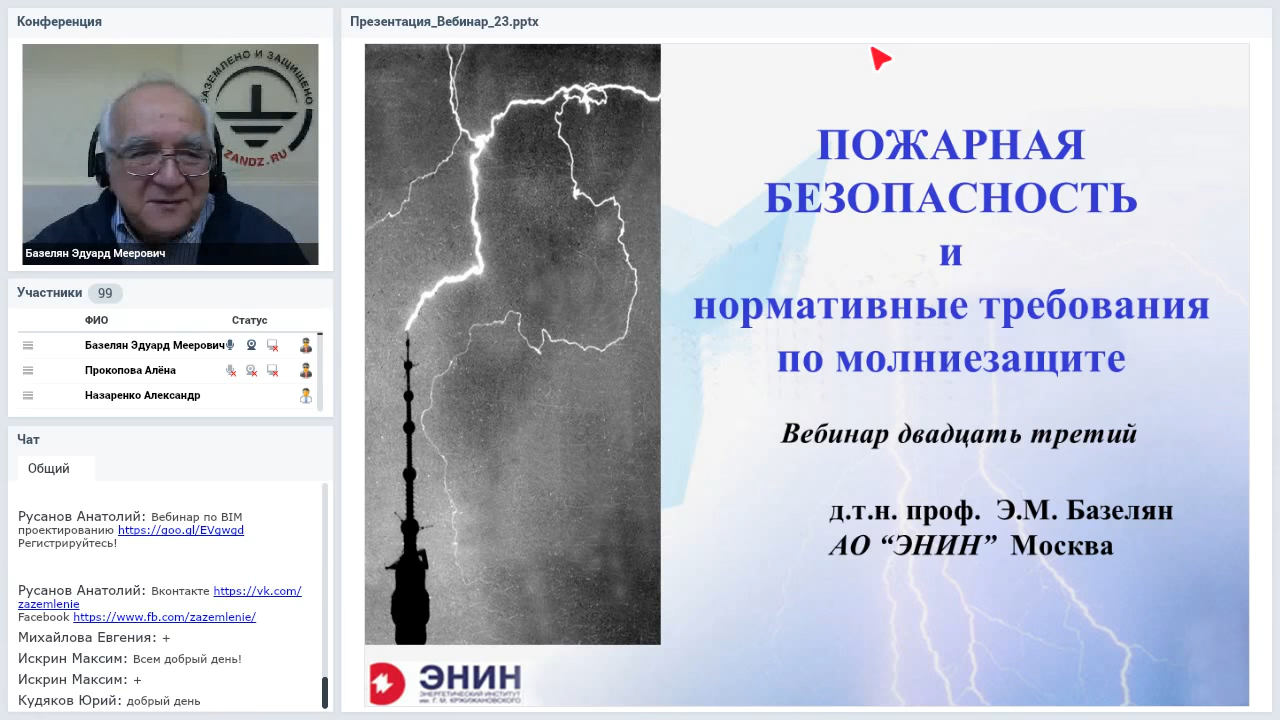 Конференция
ЗАЗЕМЛЕНО И ЗАЩИЩЕНО
ZANDZ.RU
Базелян Эдуард Меерович
Участники 99
ФИО Статус
Базелян Эдуард Меерович
Прокопова Алёна
Назаренко Александр
Чат
Общий
Русанов Анатолий: Вебинар по BIM
проектированию https://goo.gl/EVgwgd
Регистрируйтесь!
Русанов Анатолий: Вконтакте https://vk.com/
zazemlenie
Facebook https://www.fb.com/zazemlenie/
Михайлова Евгения: +
Искрин Максим: Всем добрый день!
Искрин Максим: +
Кудяков Юрий: добрый день
Презентация_Вебинар_23.pptx
ПОЖАРНАЯ
БЕЗОПАСНОСТЬ
и
нормативные требования
по молниезащите
Вебинар двадцать третий
д.т.н. проф. Э.М. Базелян
АО “ЭНИН” Москва
ЭНИН
ЭНЕРГЕТИЧЕСКИЙ ИНСТИТУТ
им. Г. М. КРЖИЖАНОВСКОГО